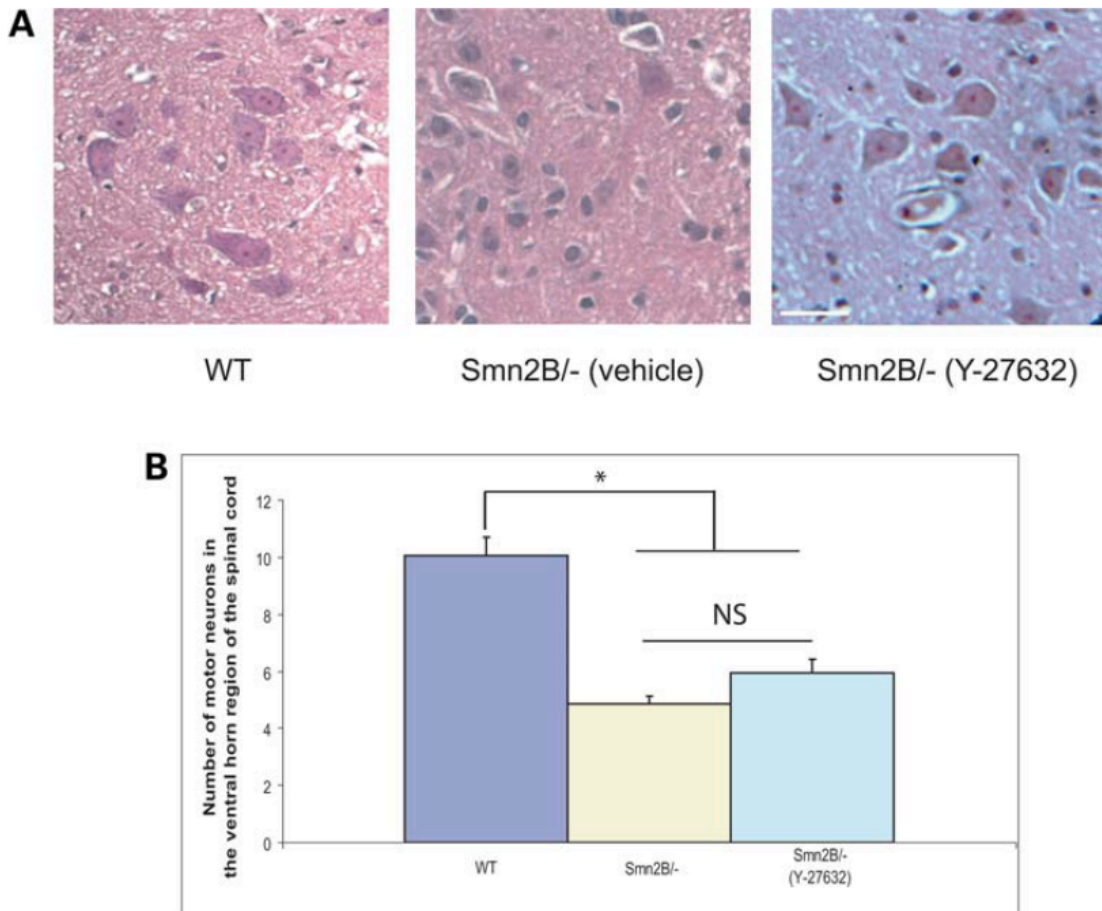 A
WT
Smn2B/- (vehicle)
Smn2B/- (Y-27632)
B
Number of motor neurons in
the ventral horn region of the spinal cord
12
10
8
6
4
2
0
*
NS
WT
Smn2B/-
Smn2B/-
(Y-27632)